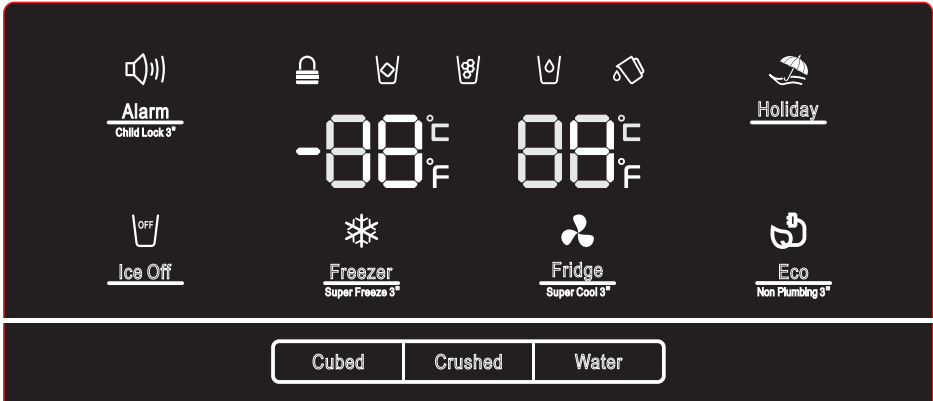 Alarm
Child Lock 3"
Holiday
-88 °C °F
88 °C °F
OFF
Ice Off
Freezer
Super Freeze 3"
Fridge
Super Cool 3"
Eco
Non Plumbing 3"
Cubed
Crushed
Water